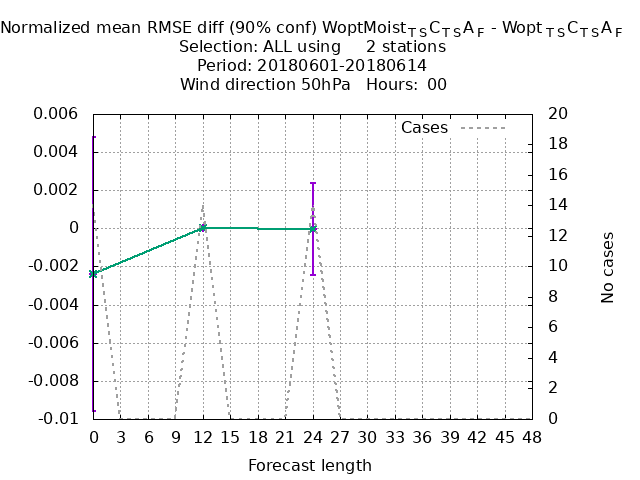 Normalized mean RMSE diff (90% conf) WoptMoist_TSC_TSA_F - Wopt_TSC_TSA_F
Selection: ALL using 2 stations
Period: 20180601-20180614
Wind direction 50hPa Hours: 00
Cases
0.006
0.004
0.002
0
-0.002
-0.004
-0.006
-0.008
-0.01
20
18
16
14
12
10
8
6
4
2
0
No cases
0 3 6 9 12 15 18 21 24 27 30 33 36 39 42 45 48
Forecast length